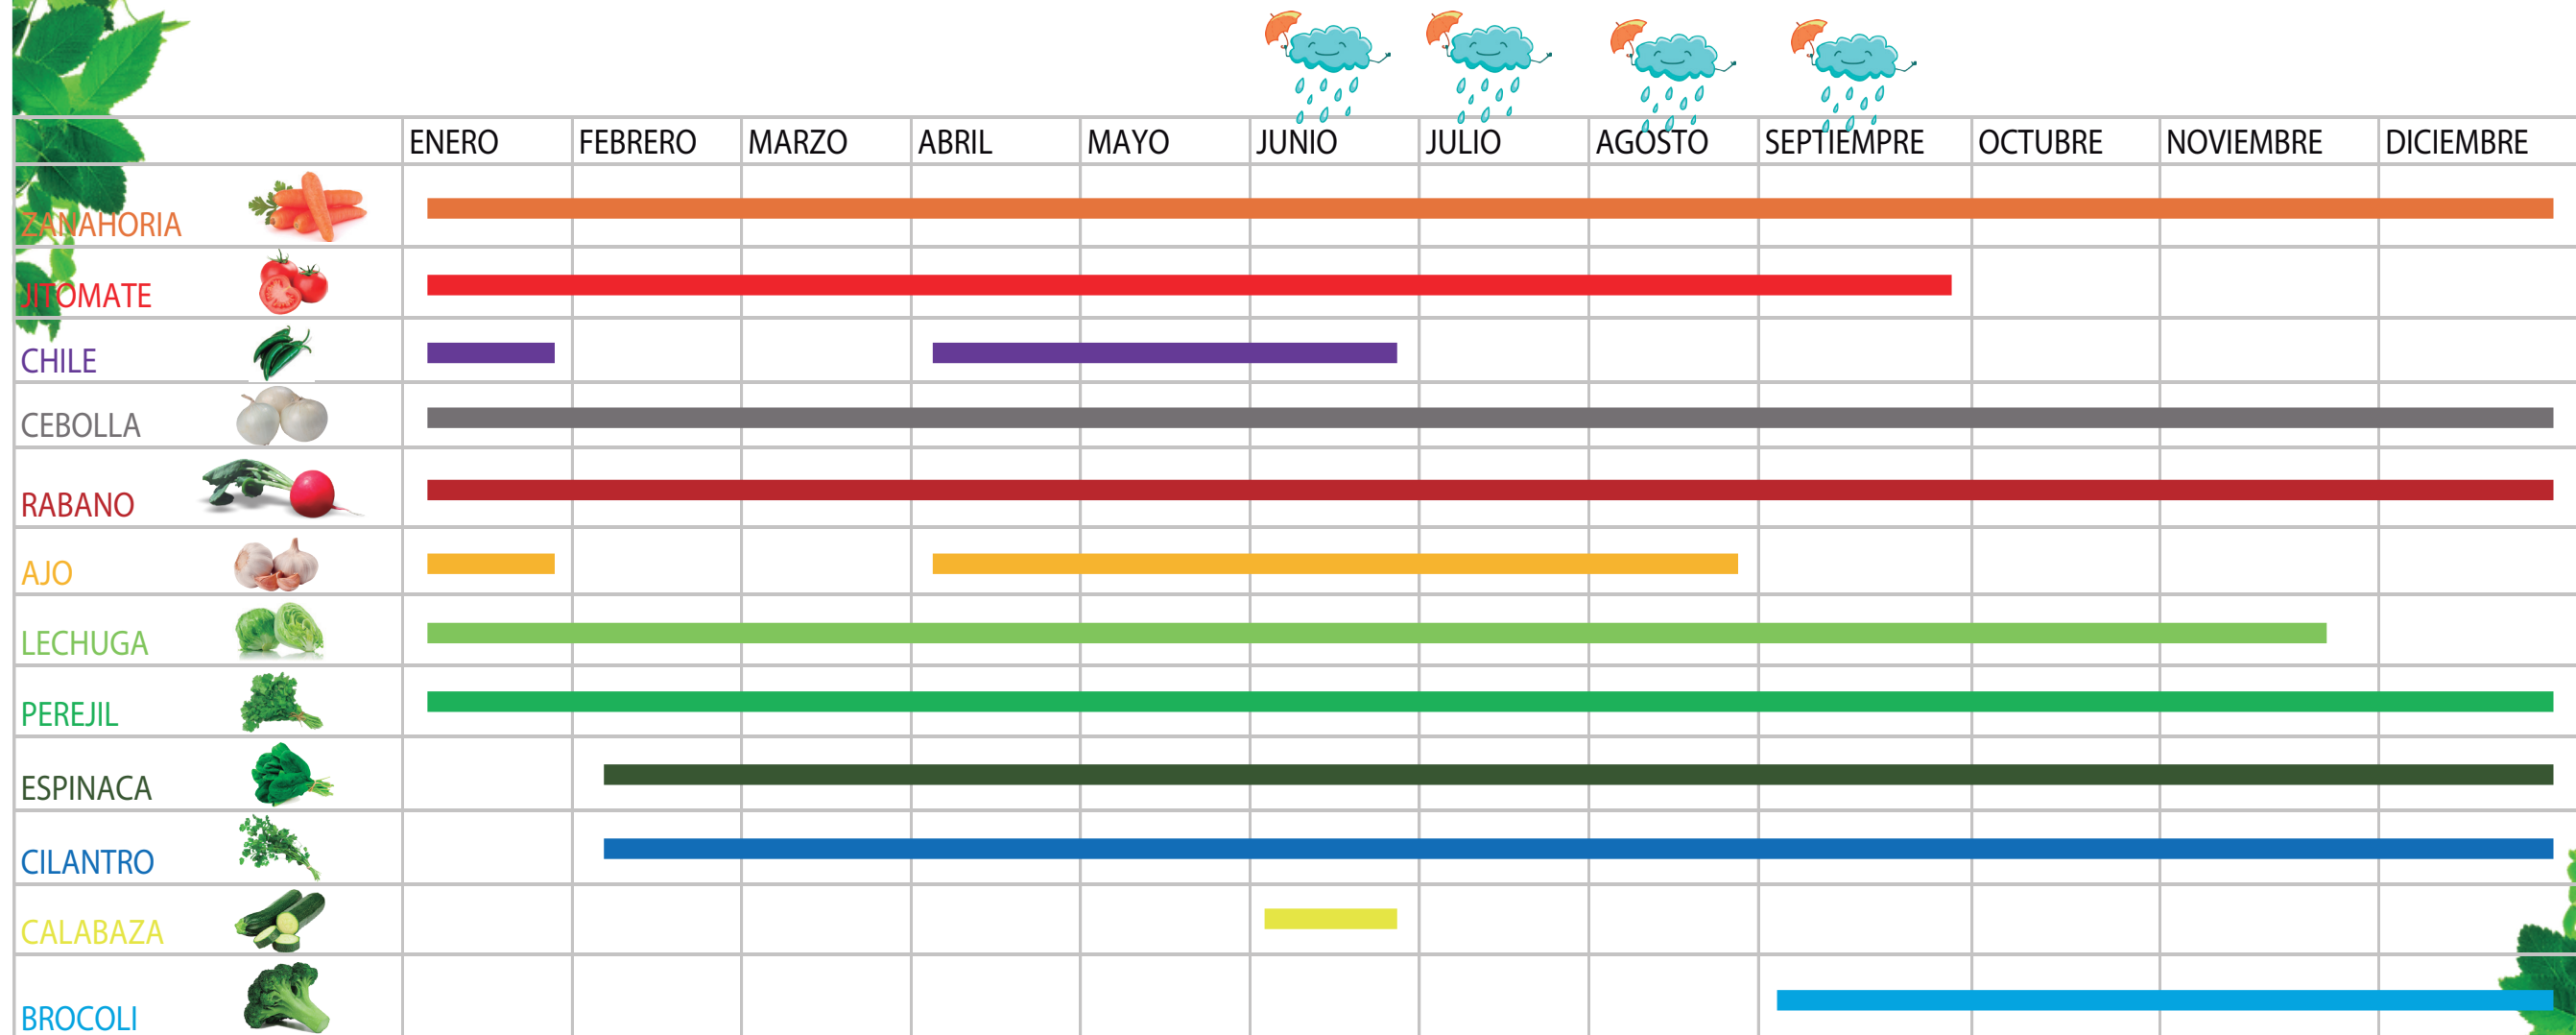 ENERO FEBRERO MARZO ABRIL MAYO JUNIO JULIO AGOSTO SEPTIEMPRE OCTUBRE NOVIEMBRE DICIEMBRE
ZANAHORIA
JITOMATE
CHILE
CEBOLLA
RABANO
AJO
LECHUGA
PEREJIL
ESPINACA
CILANTRO
CALABAZA
BROCOLI